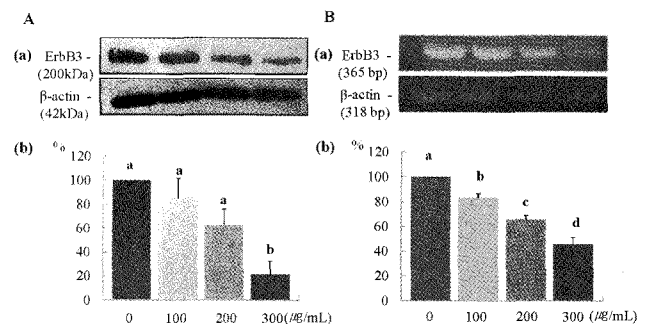 A
(a) ErbB3 -
(200kDa)
β-actin -
(42kDa)
(b) %
120
100
80
60
40
20
0
a
a
a
b
0 100 200 300(㎍/mL)
B
(a) ErbB3 -
(365 bp)
β-actin -
(318 bp)
(b) %
120
100
80
60
40
20
0
a
b
c
d
0 100 200 300 (㎍/mL)